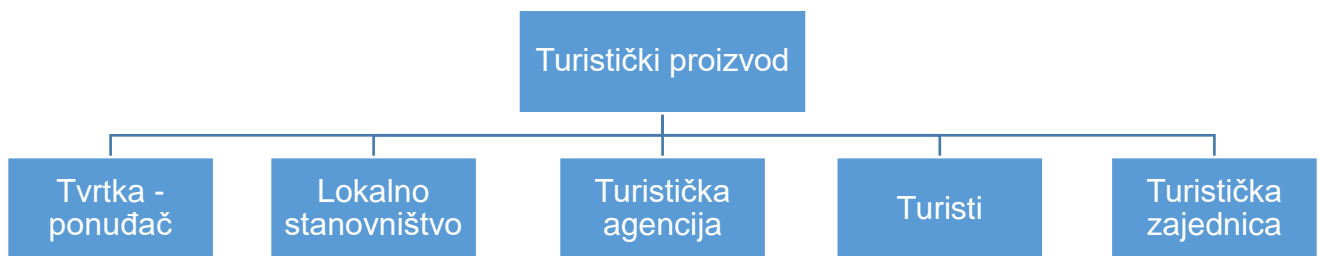 Turistički proizvod
Tvrtka -
ponuđač
Lokalno
stanovništvo
Turistička
agencija
Turisti
Turistička
zajednica